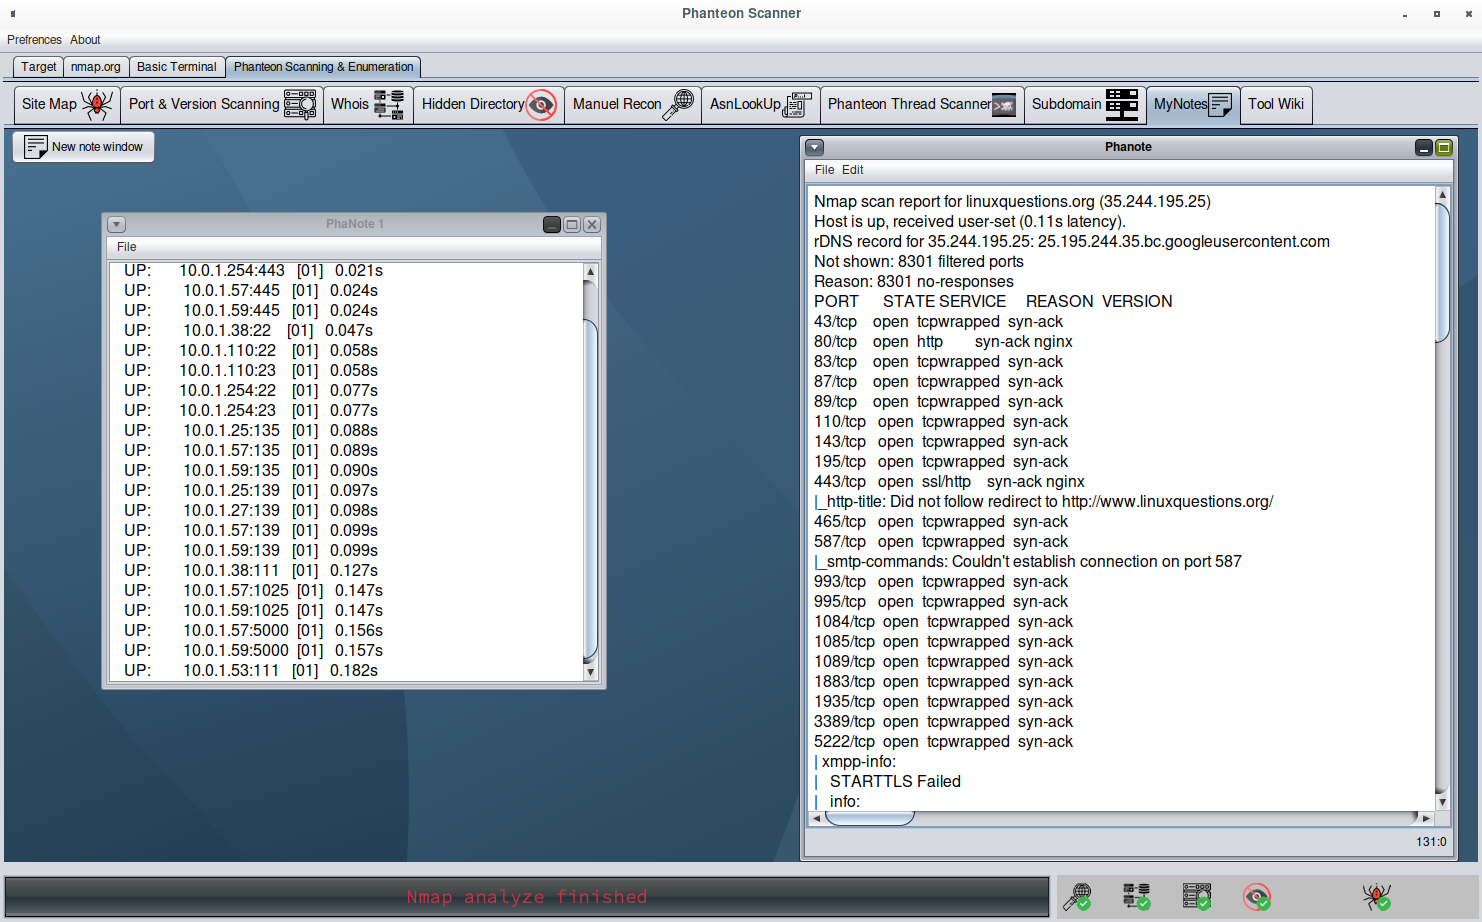 Phanteon Scanner
Prefrences About
Target nmap.org Basic Terminal Phanteon Scanning & Enumeration
Site Map Port & Version Scanning Whois Hidden Directory Manuel Recon AsnLookUp Phanteon Thread Scanner Subdomain MyNotes Tool Wiki
New note window
PhaNote 1
File
UP: 10.0.1.254:443 [01] 0.021s
UP: 10.0.1.57:445 [01] 0.024s
UP: 10.0.1.59:445 [01] 0.024s
UP: 10.0.1.38:22 [01] 0.047s
UP: 10.0.1.110:22 [01] 0.058s
UP: 10.0.1.110:23 [01] 0.058s
UP: 10.0.1.254:22 [01] 0.077s
UP: 10.0.1.254:23 [01] 0.077s
UP: 10.0.1.25:135 [01] 0.088s
UP: 10.0.1.57:135 [01] 0.089s
UP: 10.0.1.59:135 [01] 0.090s
UP: 10.0.1.25:139 [01] 0.097s
UP: 10.0.1.27:139 [01] 0.098s
UP: 10.0.1.57:139 [01] 0.099s
UP: 10.0.1.59:139 [01] 0.099s
UP: 10.0.1.38:111 [01] 0.127s
UP: 10.0.1.57:1025 [01] 0.147s
UP: 10.0.1.59:1025 [01] 0.147s
UP: 10.0.1.57:5000 [01] 0.156s
UP: 10.0.1.59:5000 [01] 0.157s
UP: 10.0.1.53:111 [01] 0.182s
Phanote
File Edit
Nmap scan report for linuxquestions.org (35.244.195.25)
Host is up, received user-set (0.11s latency).
rDNS record for 35.244.195.25: 25.195.244.35.bc.googleusercontent.com
Not shown: 8301 filtered ports
Reason: 8301 no-responses
PORT STATE SERVICE REASON VERSION
43/tcp open tcpwrapped syn-ack
80/tcp open http syn-ack nginx
83/tcp open tcpwrapped syn-ack
87/tcp open tcpwrapped syn-ack
89/tcp open tcpwrapped syn-ack
110/tcp open tcpwrapped syn-ack
143/tcp open tcpwrapped syn-ack
195/tcp open tcpwrapped syn-ack
443/tcp open ssl/http syn-ack nginx
|_http-title: Did not follow redirect to http://www.linuxquestions.org/
465/tcp open tcpwrapped syn-ack
587/tcp open tcpwrapped syn-ack
|_smtp-commands: Couldn't establish connection on port 587
993/tcp open tcpwrapped syn-ack
995/tcp open tcpwrapped syn-ack
1084/tcp open tcpwrapped syn-ack
1085/tcp open tcpwrapped syn-ack
1089/tcp open tcpwrapped syn-ack
1883/tcp open tcpwrapped syn-ack
1935/tcp open tcpwrapped syn-ack
3389/tcp open tcpwrapped syn-ack
5222/tcp open tcpwrapped syn-ack
| xmpp-info:
| STARTTLS Failed
| info:
131:0
Nmap analyze finished